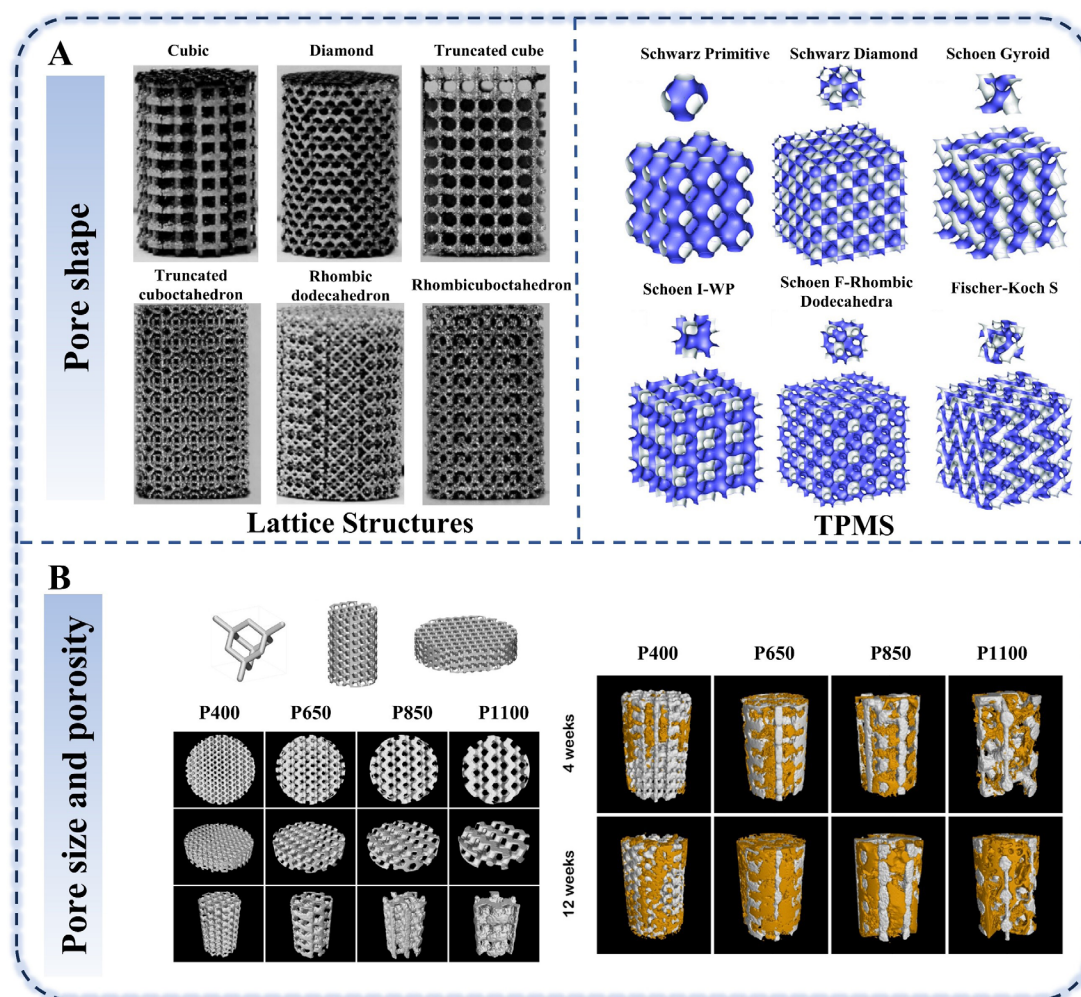 A
Pore shape
Cubic
Diamond
Truncated cube
Truncated
cuboctahedron
Rhombic
dodecahedron
Rhombicuboctahedron
Lattice Structures
Schwarz Primitive
Schwarz Diamond
Schoen Gyroid
Schoen I-WP
Schoen F-Rhombic
Dodecahedra
Fischer-Koch S
TPMS
B
Pore size and porosity
P400
P650
P850
P1100
P400
P650
P850
P1100
4 weeks
12 weeks